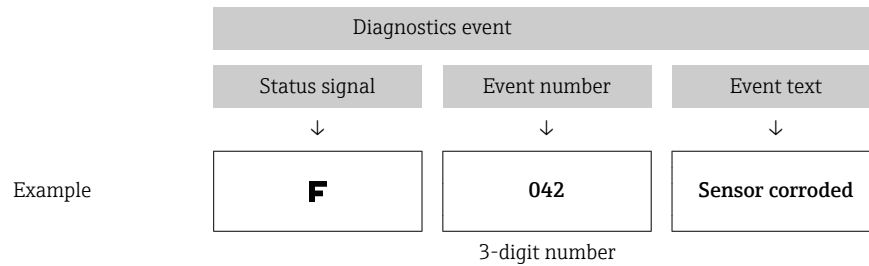 Diagnostics event
Status signal Event number Event text
↓ ↓ ↓
Example F 042 Sensor corroded
3-digit number